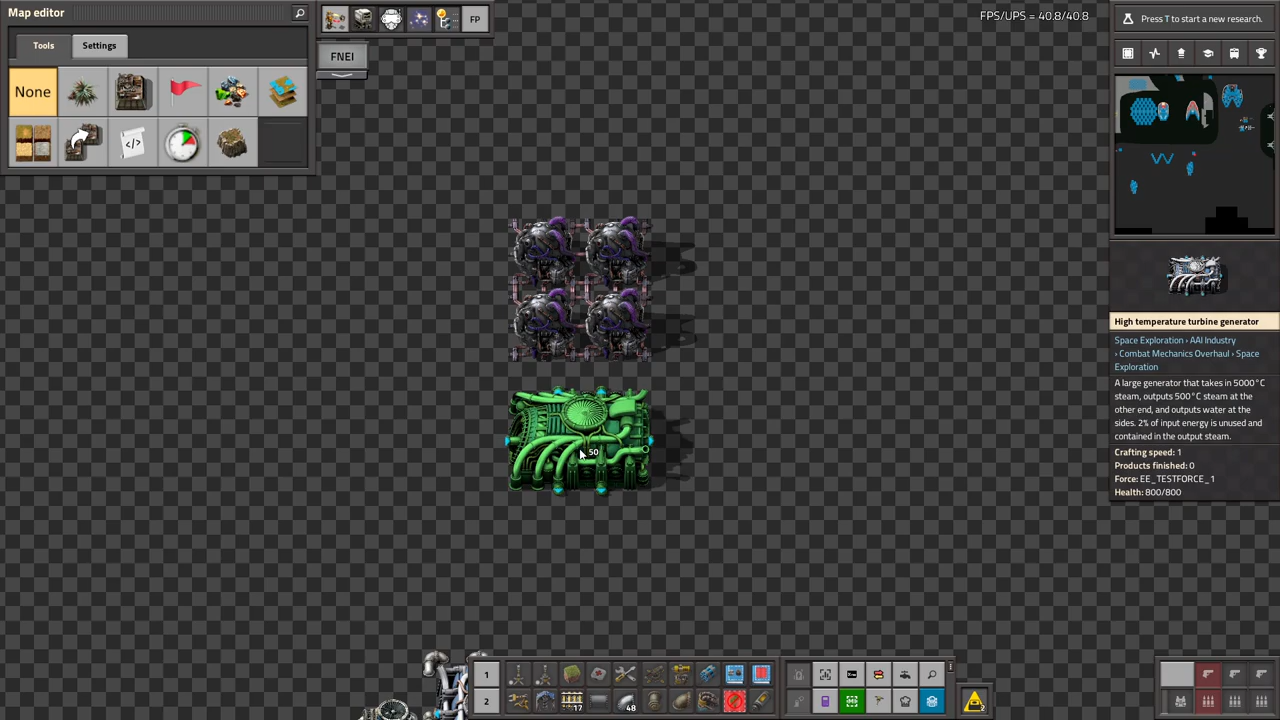 Map editor
FP
FPS/UPS = 40.8/40.8
Press T to start a new research.
Tools
Settings
FNEI
None
</>
High temperature turbine generator
Space Exploration › AAI Industry
› Combat Mechanics Overhaul › Space
Exploration
A large generator that takes in 5000°C
steam, outputs 500°C steam at the
other end, and outputs water at the
sides. 2% of input energy is unused and
contained in the output steam.
Crafting speed: 1
Products finished: 0
Force: EE_TESTFORCE_1
Health: 800/800
50
1
2
17
48
2